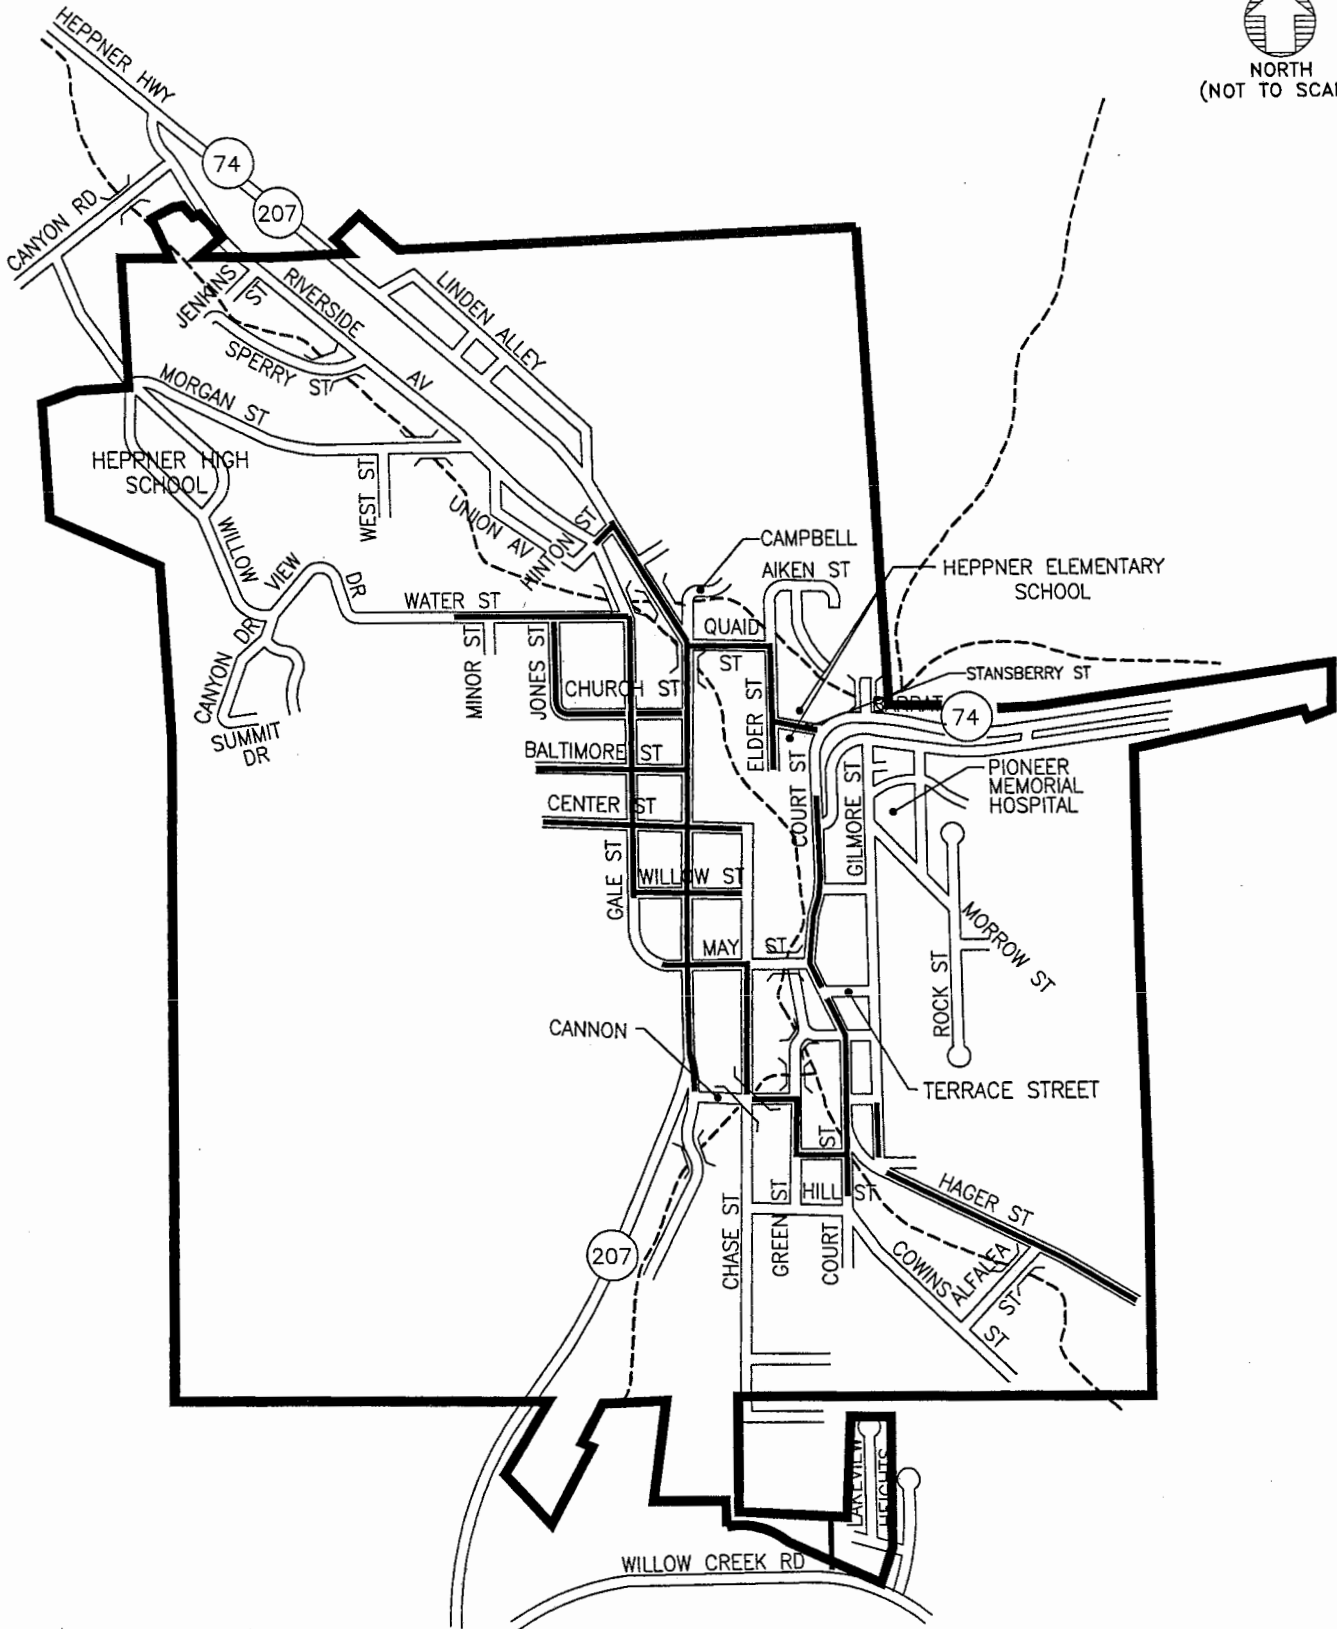 NORTH
(NOT TO SCAL
HEPPNER HWY
74
207
CANYON RD
JENKINS
ST
RIVERSIDE
AV
LINDEN ALLEY
SPERRY ST
MORGAN ST
HEPPNER HIGH
SCHOOL
WEST ST
UNION AV
HINTON ST
CAMPBELL
AIKEN ST
HEPPNER ELEMENTARY
SCHOOL
WILLOW
VIEW
DR
WATER ST
QUAID
ST
MINOR ST
JONES ST
CHURCH ST
ELDER ST
STANSBERRY ST
74
CANYON DR
SUMMIT
DR
BALTIMORE ST
CENTER ST
COURT ST
GILMORE ST
PIONEER
MEMORIAL
HOSPITAL
GALE ST
WILLOW ST
MAY ST
MORROW ST
ROCK ST
CANNON
TERRACE STREET
ST
HILL ST
HAGER ST
CHASE ST
GREEN ST
COURT
COWINS
ST
ALFALFA
ST
207
LAKEVIEW
HEIGHTS
WILLOW CREEK RD